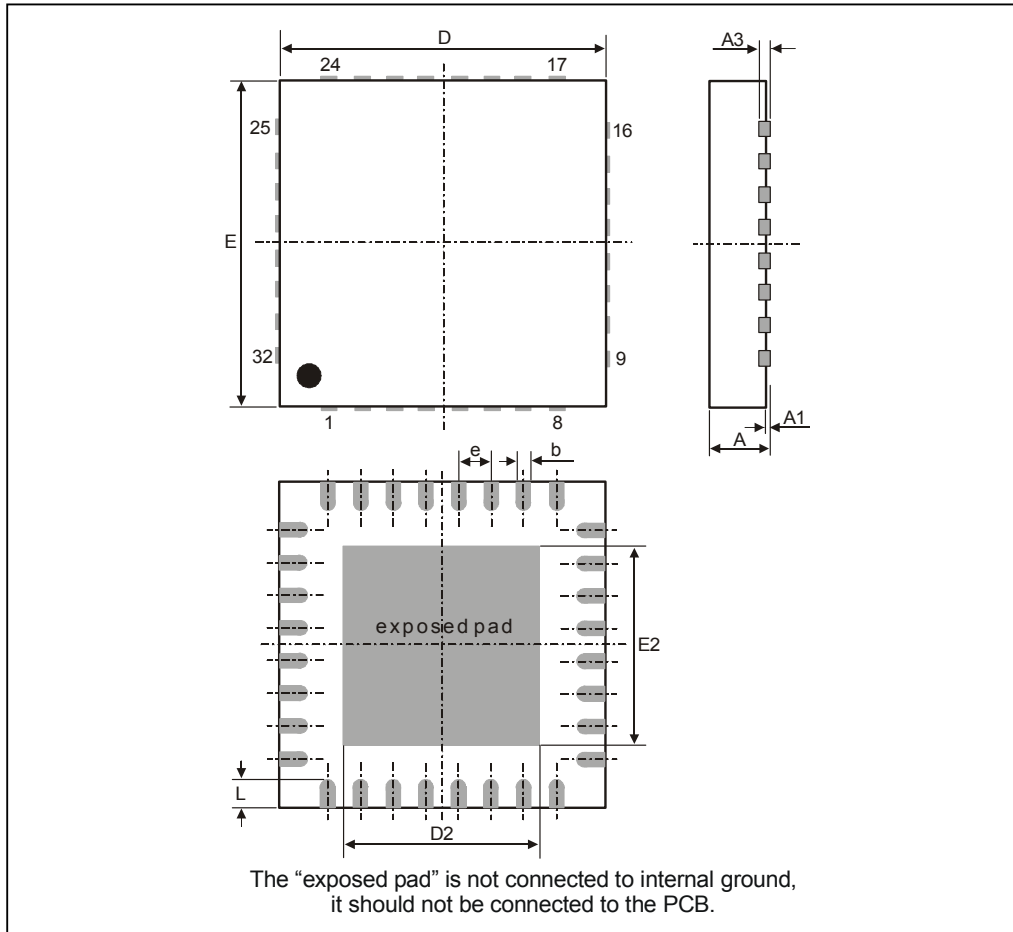 D
A3
24
17
25
16
E
32
9
1
8
A1
A
e
b
exposed pad
E2
L
D2
The “exposed pad” is not connected to internal ground,
it should not be connected to the PCB.